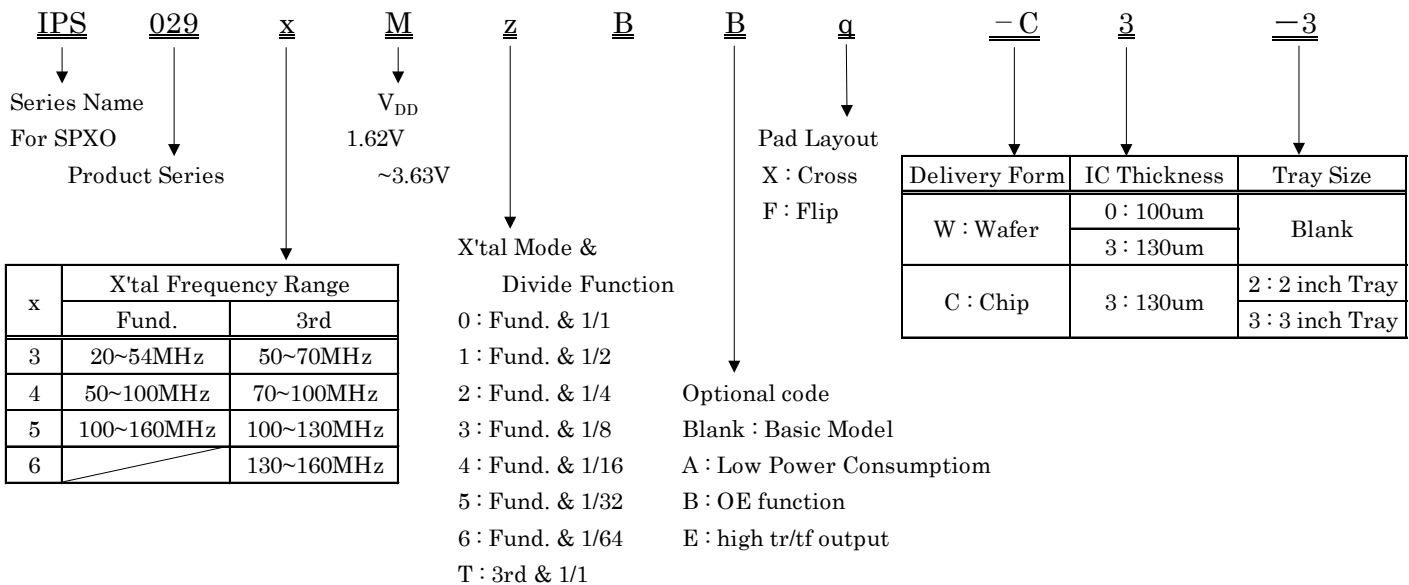 IPS 029 x M z B B q －C 3 －3
Series Name
For SPXO
Product Series
VDD
1.62V
~3.63V
Pad Layout
X：Cross
F：Flip
Delivery Form IC Thickness Tray Size
W：Wafer 0：100um Blank
3：130um
C：Chip 3：130um 2：2 inch Tray
3：3 inch Tray
x X'tal Frequency Range
Fund. 3rd
3 20~54MHz 50~70MHz
4 50~100MHz 70~100MHz
5 100~160MHz 100~130MHz
6 130~160MHz
X'tal Mode &
Divide Function
0：Fund. & 1/1
1：Fund. & 1/2
2：Fund. & 1/4
3：Fund. & 1/8
4：Fund. & 1/16
5：Fund. & 1/32
6：Fund. & 1/64
T：3rd & 1/1
Optional code
Blank：Basic Model
A：Low Power Consumptiom
B：OE function
E：high tr/tf output